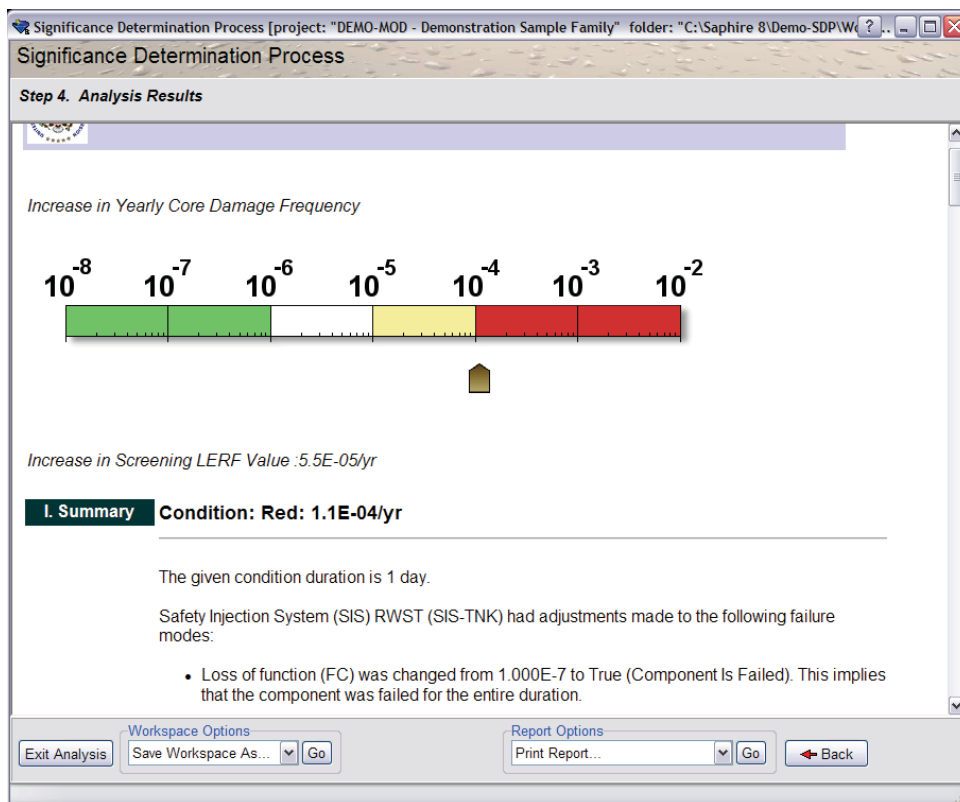 Significance Determination Process [project: "DEMO-MOD - Demonstration Sample Family" folder: "C:\Saphire 8\Demo-SDP\Wo...
Significance Determination Process
Step 4. Analysis Results
Increase in Yearly Core Damage Frequency
10^-8 10^-7 10^-6 10^-5 10^-4 10^-3 10^-2
Increase in Screening LERF Value :5.5E-05/yr
I. Summary Condition: Red: 1.1E-04/yr
The given condition duration is 1 day.
Safety Injection System (SIS) RWST (SIS-TNK) had adjustments made to the following failure
modes:
• Loss of function (FC) was changed from 1.000E-7 to True (Component Is Failed). This implies
that the component was failed for the entire duration.
Workspace Options Report Options
Exit Analysis Save Workspace As... Go Print Report... Go Back